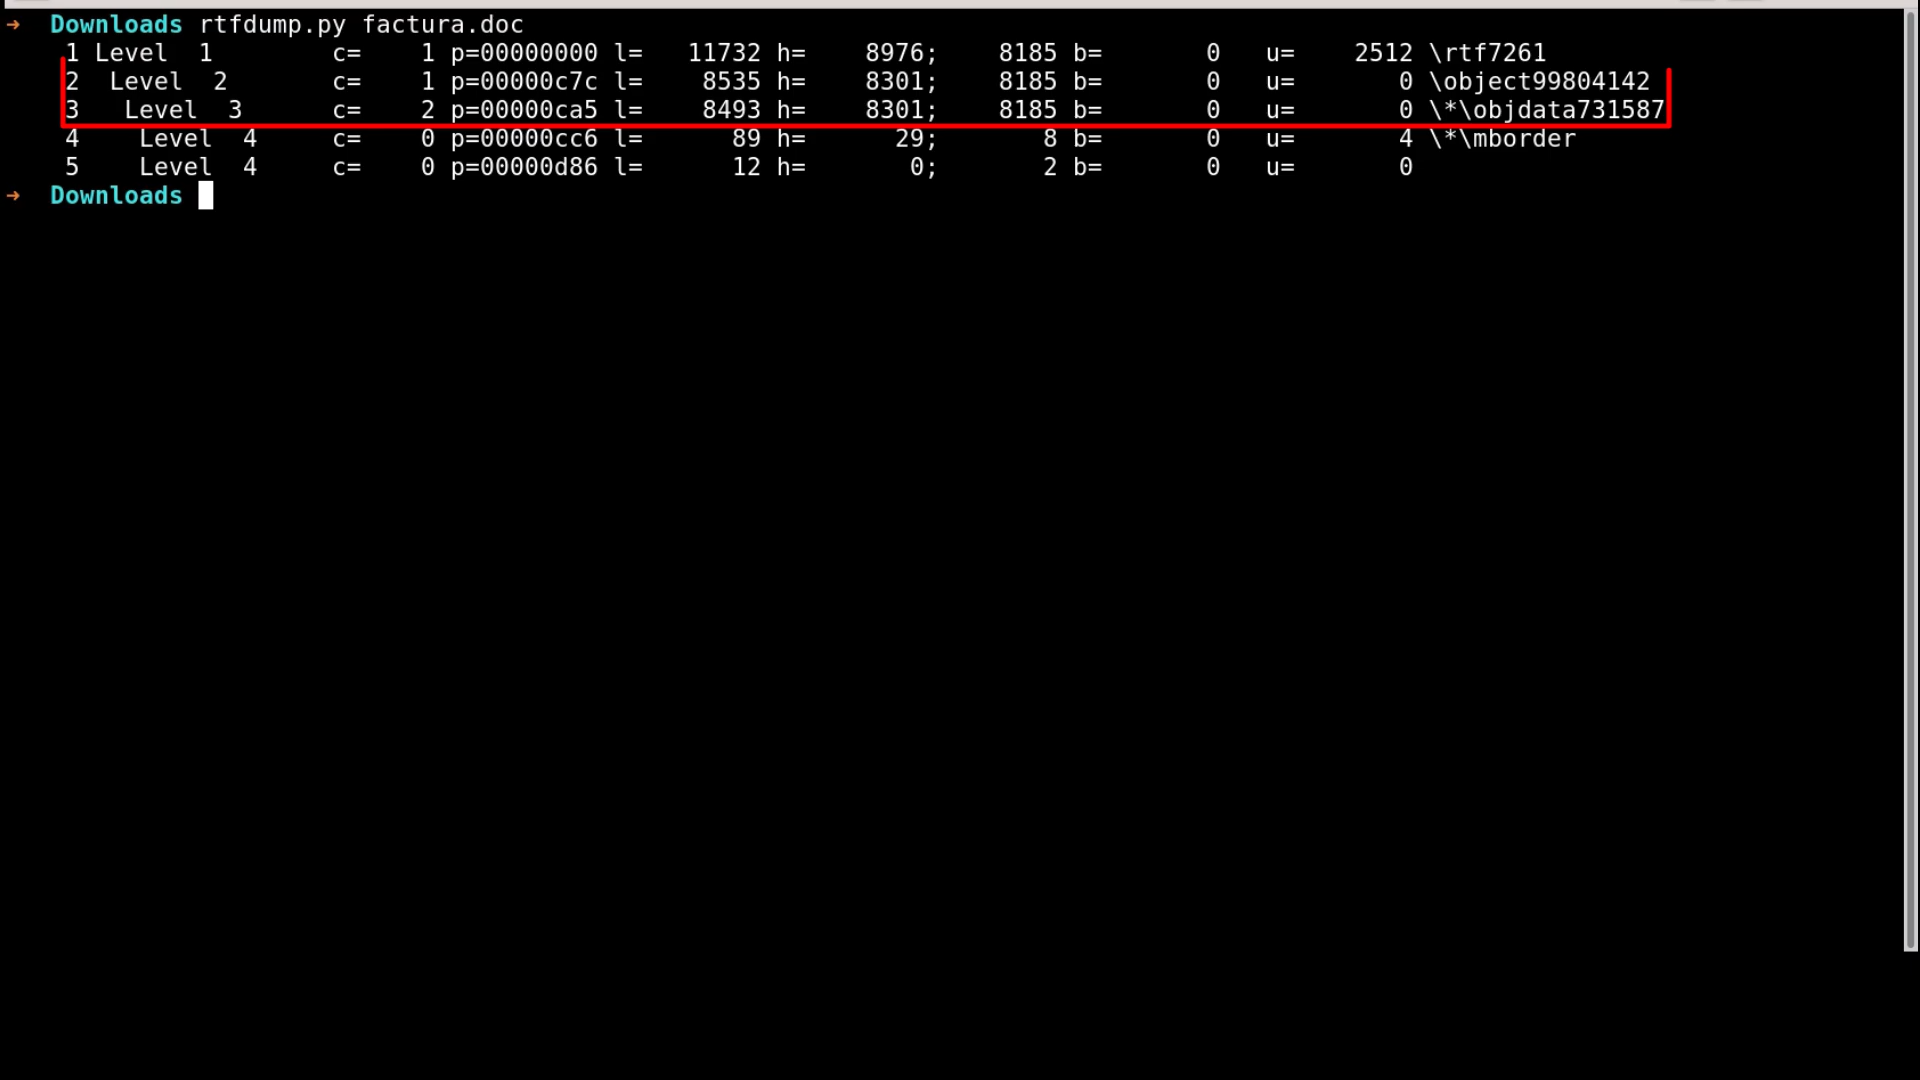 ➜  Downloads rtfdump.py factura.doc
    1 Level  1        c=    1 p=00000000 l=   11732 h=    8976;    8185 b=       0   u=    2512 \rtf7261
    2  Level  2       c=    1 p=00000c7c l=    8535 h=    8301;    8185 b=       0   u=       0 \object99804142
    3   Level  3      c=    2 p=00000ca5 l=    8493 h=    8301;    8185 b=       0   u=       0 \*\objdata731587
    4    Level  4     c=    0 p=00000cc6 l=      89 h=      29;       8 b=       0   u=       4 \*\mborder
    5    Level  4     c=    0 p=00000d86 l=      12 h=       0;       2 b=       0   u=       0
➜  Downloads